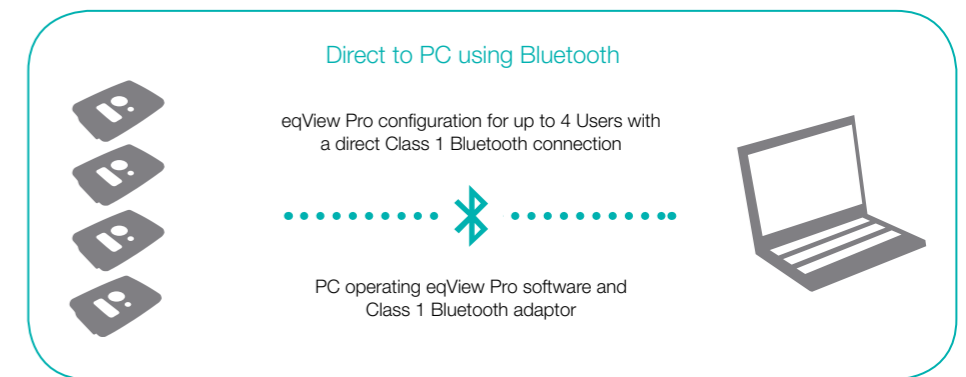 Direct to PC using Bluetooth
eqView Pro configuration for up to 4 Users with
a direct Class 1 Bluetooth connection
PC operating eqView Pro software and
Class 1 Bluetooth adaptor